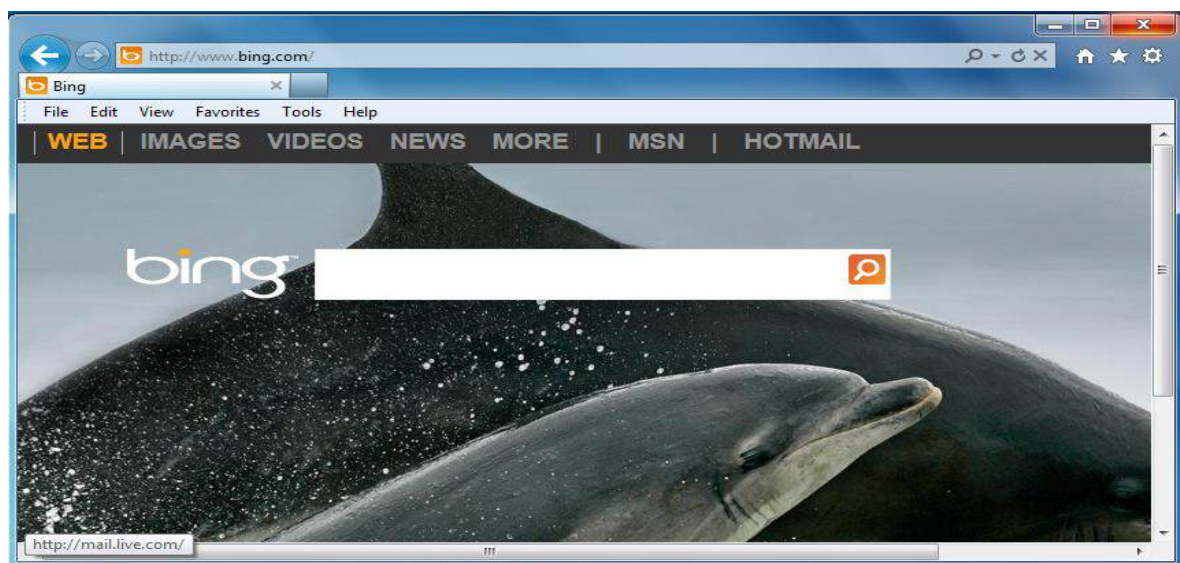 http://www.bing.com/
Bing
File Edit View Favorites Tools Help
| WEB | IMAGES VIDEOS NEWS MORE | MSN | HOTMAIL
bing™
http://mail.live.com/